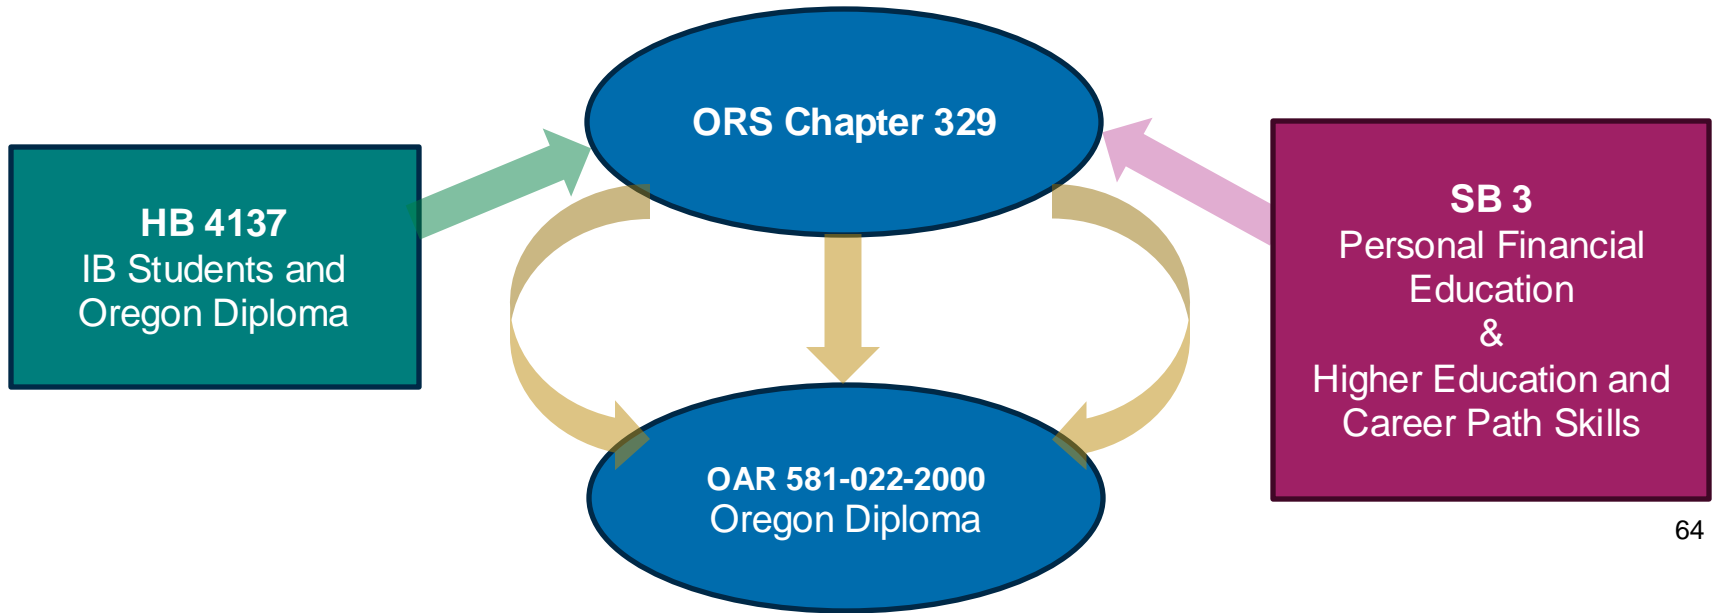 ORS Chapter 329
HB 4137
IB Students and
Oregon Diploma
SB 3
Personal Financial
Education
&
Higher Education and
Career Path Skills
OAR 581-022-2000
Oregon Diploma
64